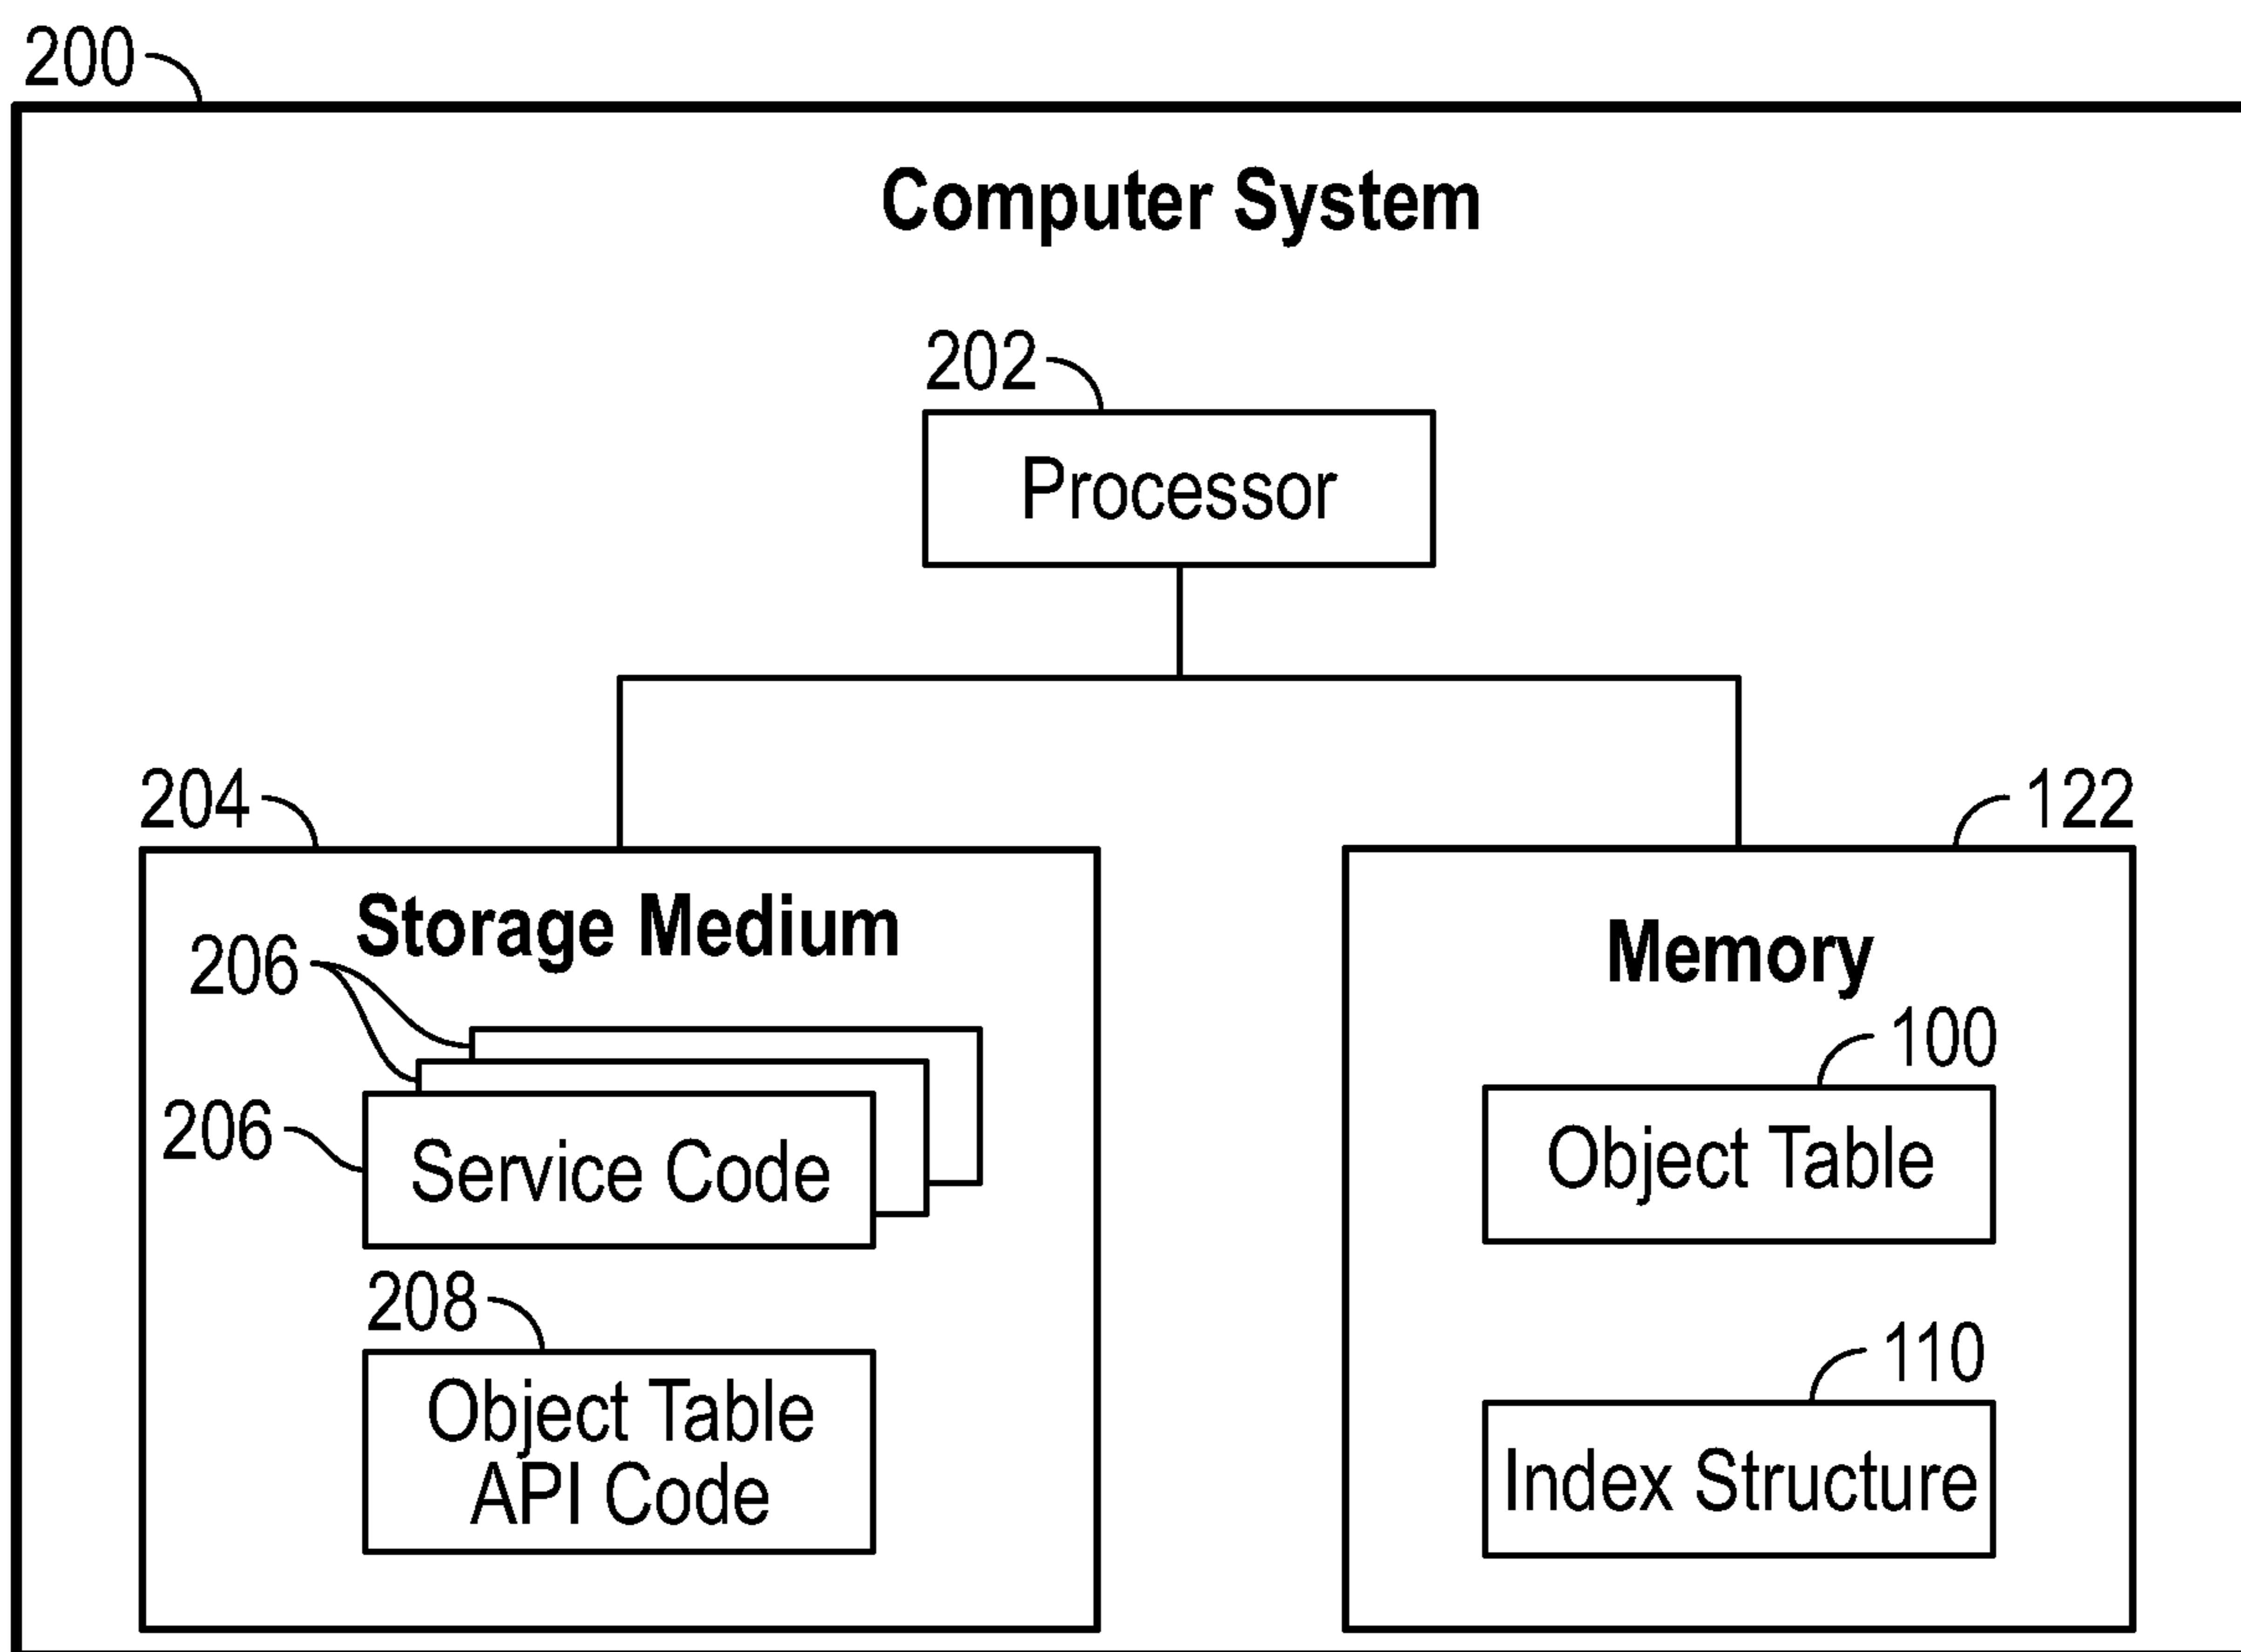 200
Computer System
202
Processor
204
122
Storage Medium
Memory
206
100
206
Service Code
Object Table
208
110
Object Table
API Code
Index Structure